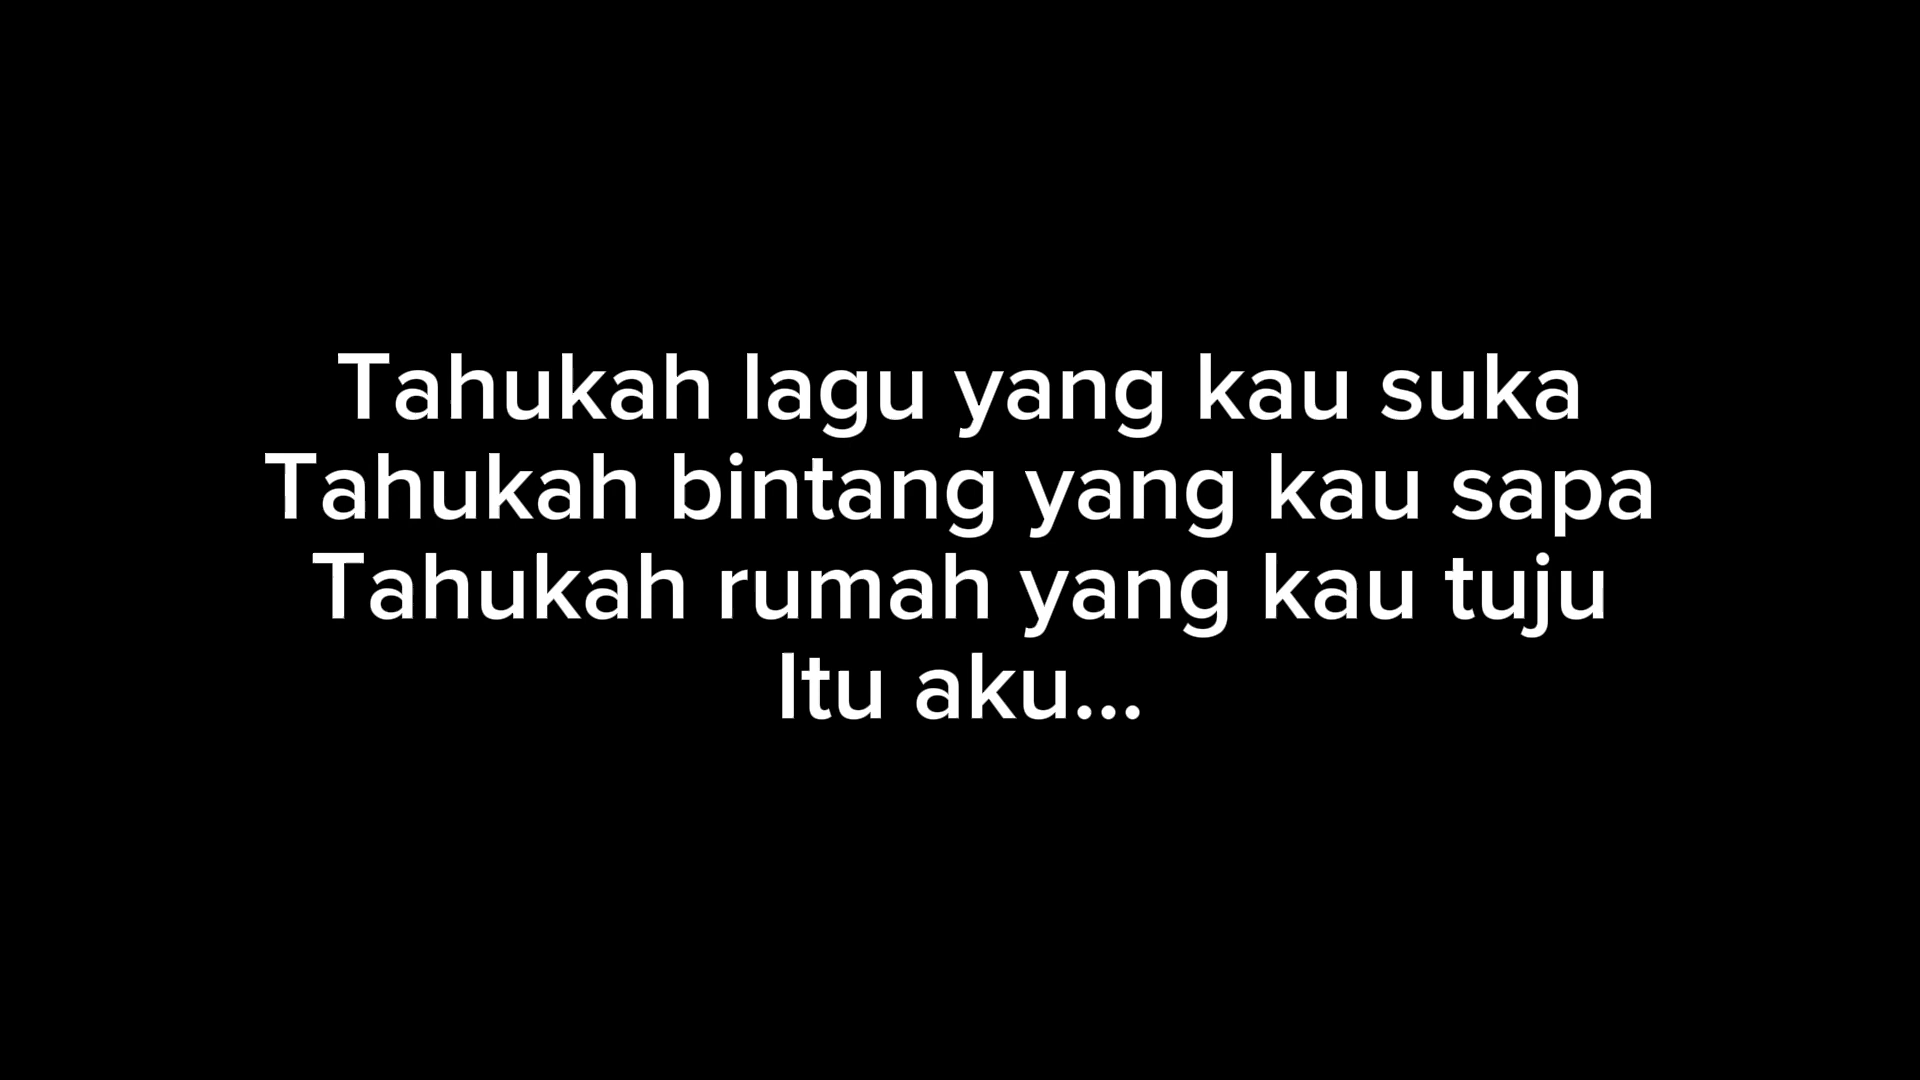 Tahukah lagu yang kau suka
Tahukah bintang yang kau sapa
Tahukah rumah yang kau tuju
Itu aku...